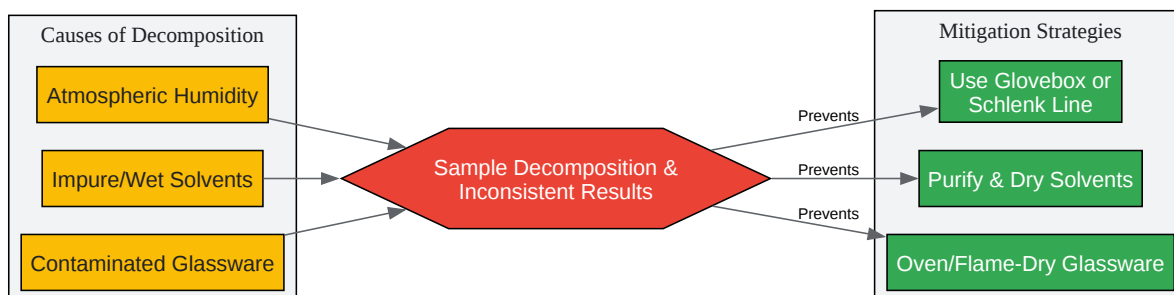 Causes of Decomposition
Atmospheric Humidity
Impure/Wet Solvents
Contaminated Glassware
Sample Decomposition &
Inconsistent Results
Prevents
Prevents
Prevents
Mitigation Strategies
Use Glovebox or
Schlenk Line
Purify & Dry Solvents
Oven/Flame-Dry Glassware